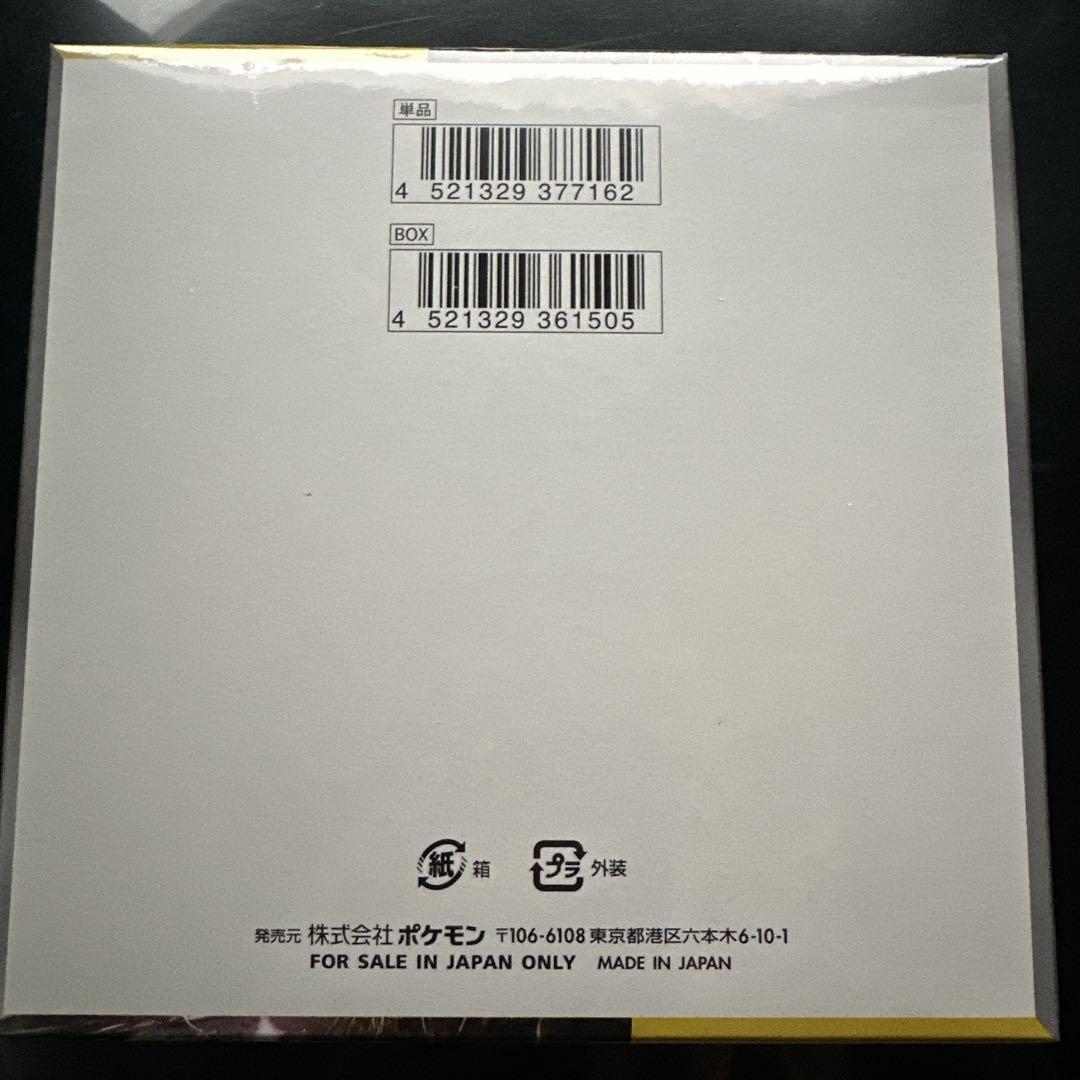 単品
4 521329 377162
BOX
4 521329 361505
紙 箱 プラ 外装
発売元 株式会社ポケモン 〒106-6108 東京都港区六本木6-10-1
FOR SALE IN JAPAN ONLY MADE IN JAPAN